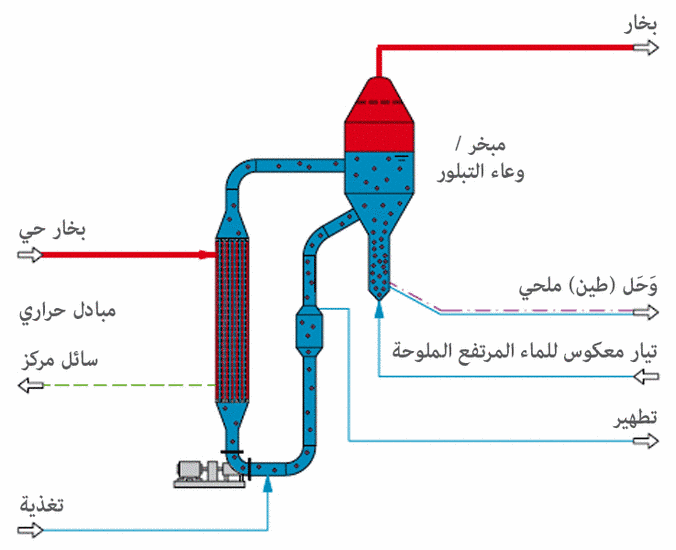 بخار
مبخر /
وعاء التبلور
بخار حي
وَحَل (طين) ملحي
مبادل حراري
تيار معكوس للماء المرتفع الملوحة
سائل مركز
تطهير
تغذية